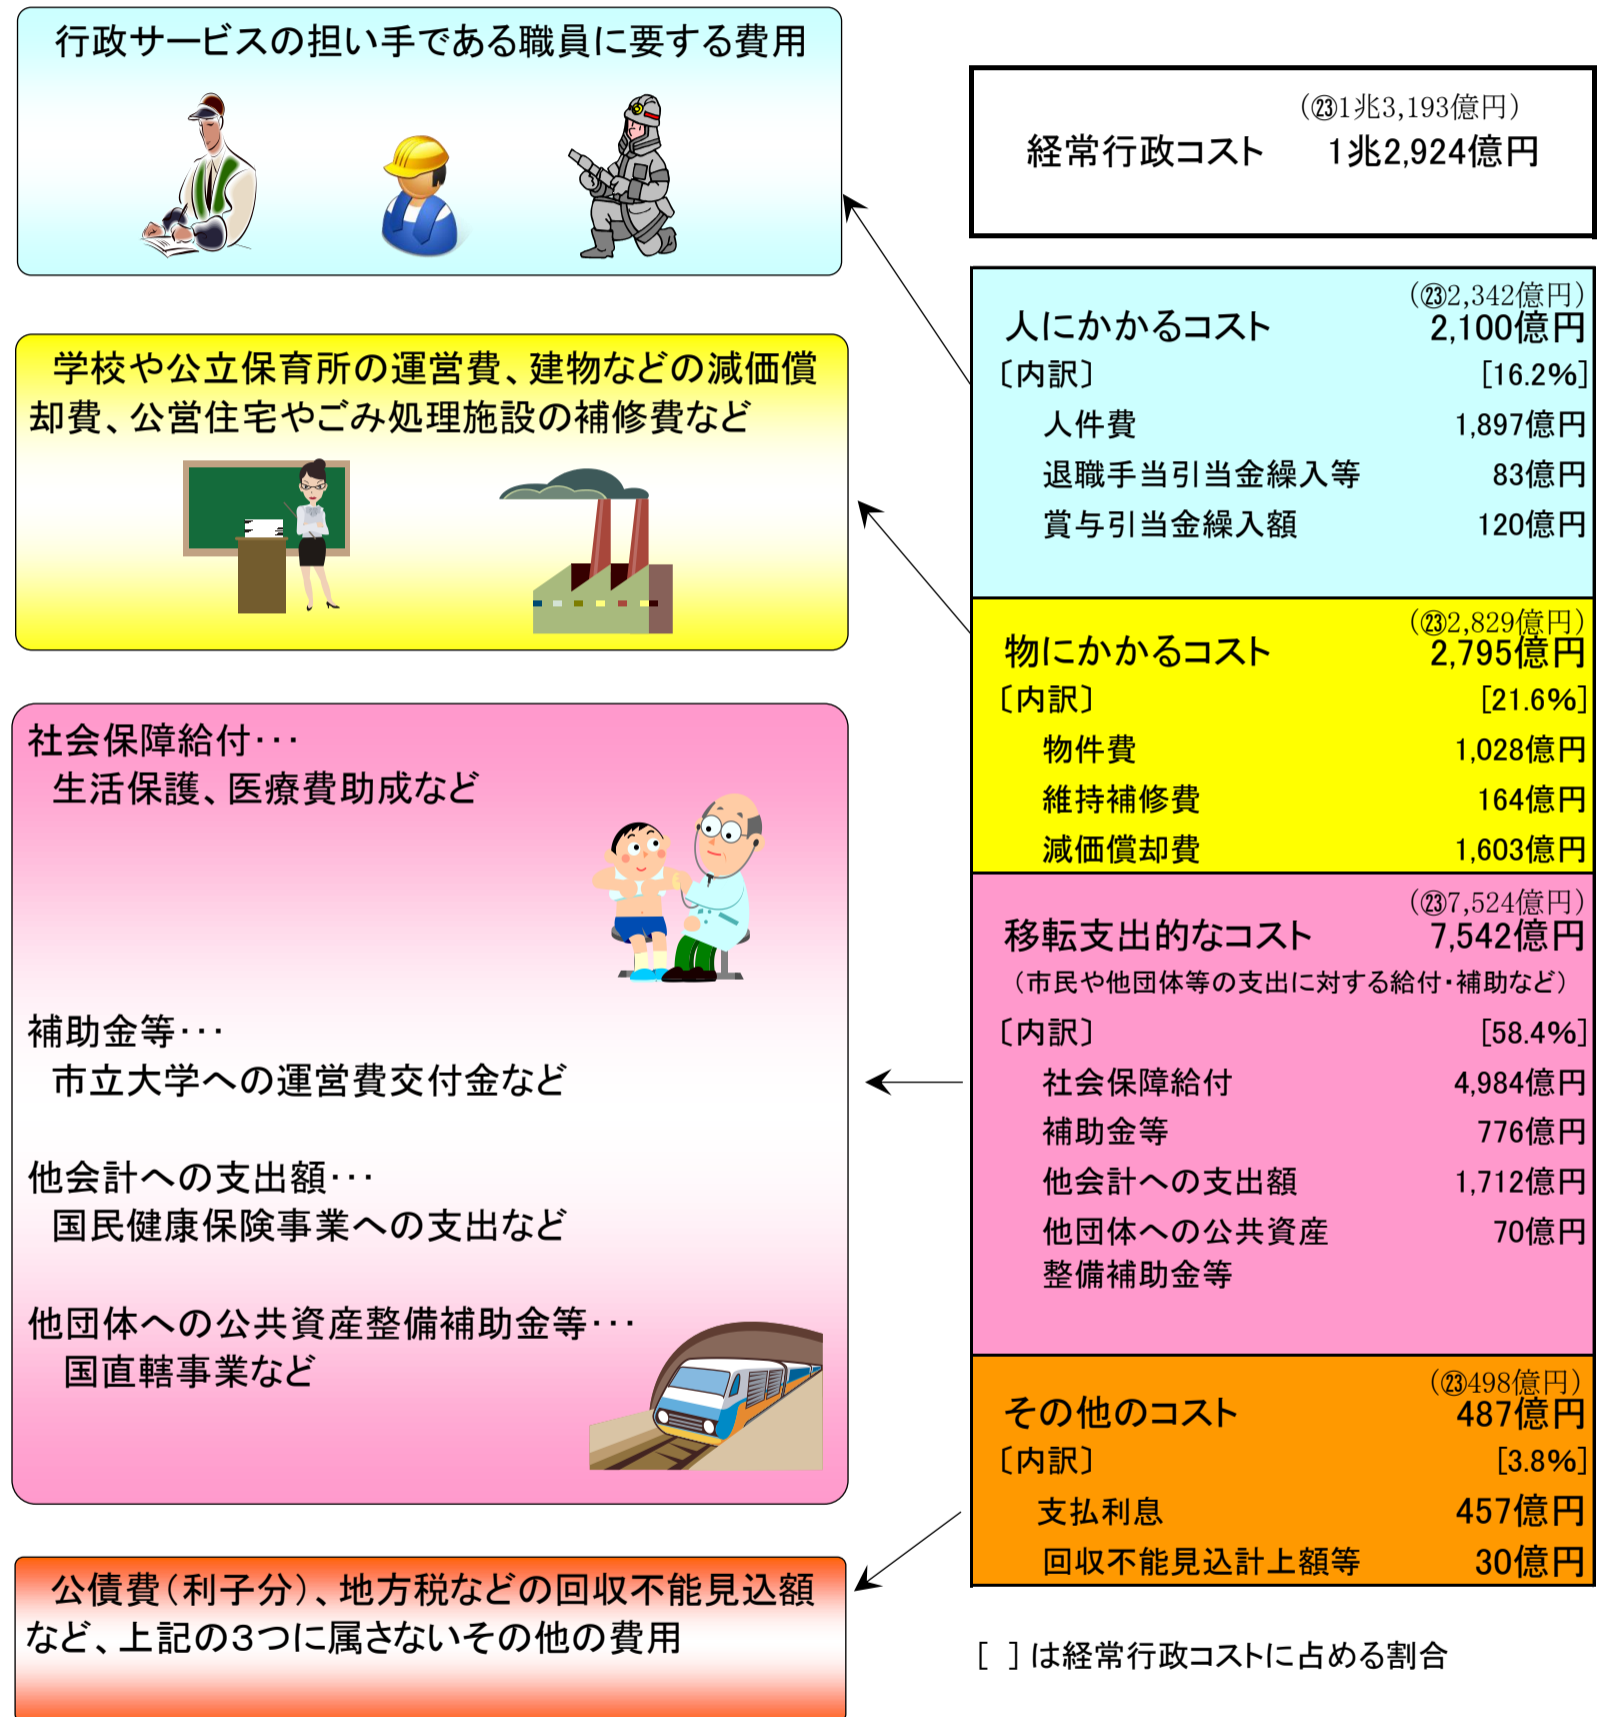 行政サービスの担い手である職員に要する費用
学校や公立保育所の運営費、建物などの減価償
却費、公営住宅やごみ処理施設の補修費など
社会保障給付･･･
生活保護、医療費助成など
補助金等･･･
市立大学への運営費交付金など
他会計への支出額･･･
国民健康保険事業への支出など
他団体への公共資産整備補助金等･･･
国直轄事業など
公債費（利子分）、地方税などの回収不能見込額
など、上記の３つに属さないその他の費用
（㉓1兆3,193億円）
経常行政コスト 1兆2,924億円
（㉓2,342億円）
人にかかるコスト 2,100億円
〔内訳〕 [16.2%]
人件費 1,897億円
退職手当引当金繰入等 83億円
賞与引当金繰入額 120億円
（㉓2,829億円）
物にかかるコスト 2,795億円
〔内訳〕 [21.6%]
物件費 1,028億円
維持補修費 164億円
減価償却費 1,603億円
（㉓7,524億円）
移転支出的なコスト 7,542億円
（市民や他団体等の支出に対する給付・補助など）
〔内訳〕 [58.4%]
社会保障給付 4,984億円
補助金等 776億円
他会計への支出額 1,712億円
他団体への公共資産 70億円
整備補助金等
（㉓498億円）
その他のコスト 487億円
〔内訳〕 [3.8%]
支払利息 457億円
回収不能見込計上額等 30億円
[ ] は経常行政コストに占める割合